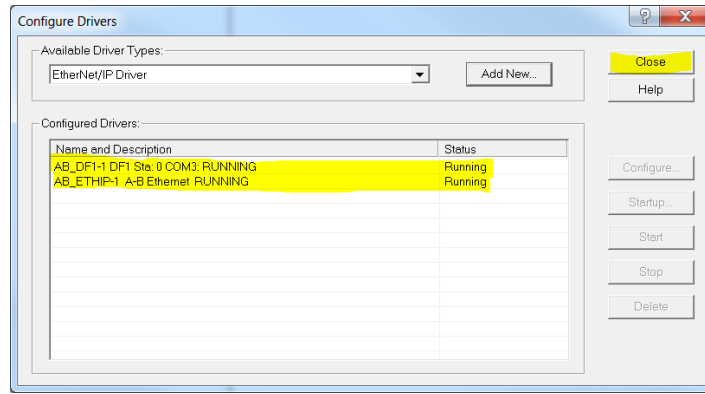 Configure Drivers
Available Driver Types:
EtherNet/IP Driver
Add New...
Close
Help
Configured Drivers:
Name and Description Status
AB_DF1-1 DF1 Sta: 0 COM3: RUNNING Running
AB_ETHIP-1 A-B Ethernet RUNNING Running
Configure...
Startup...
Start
Stop
Delete